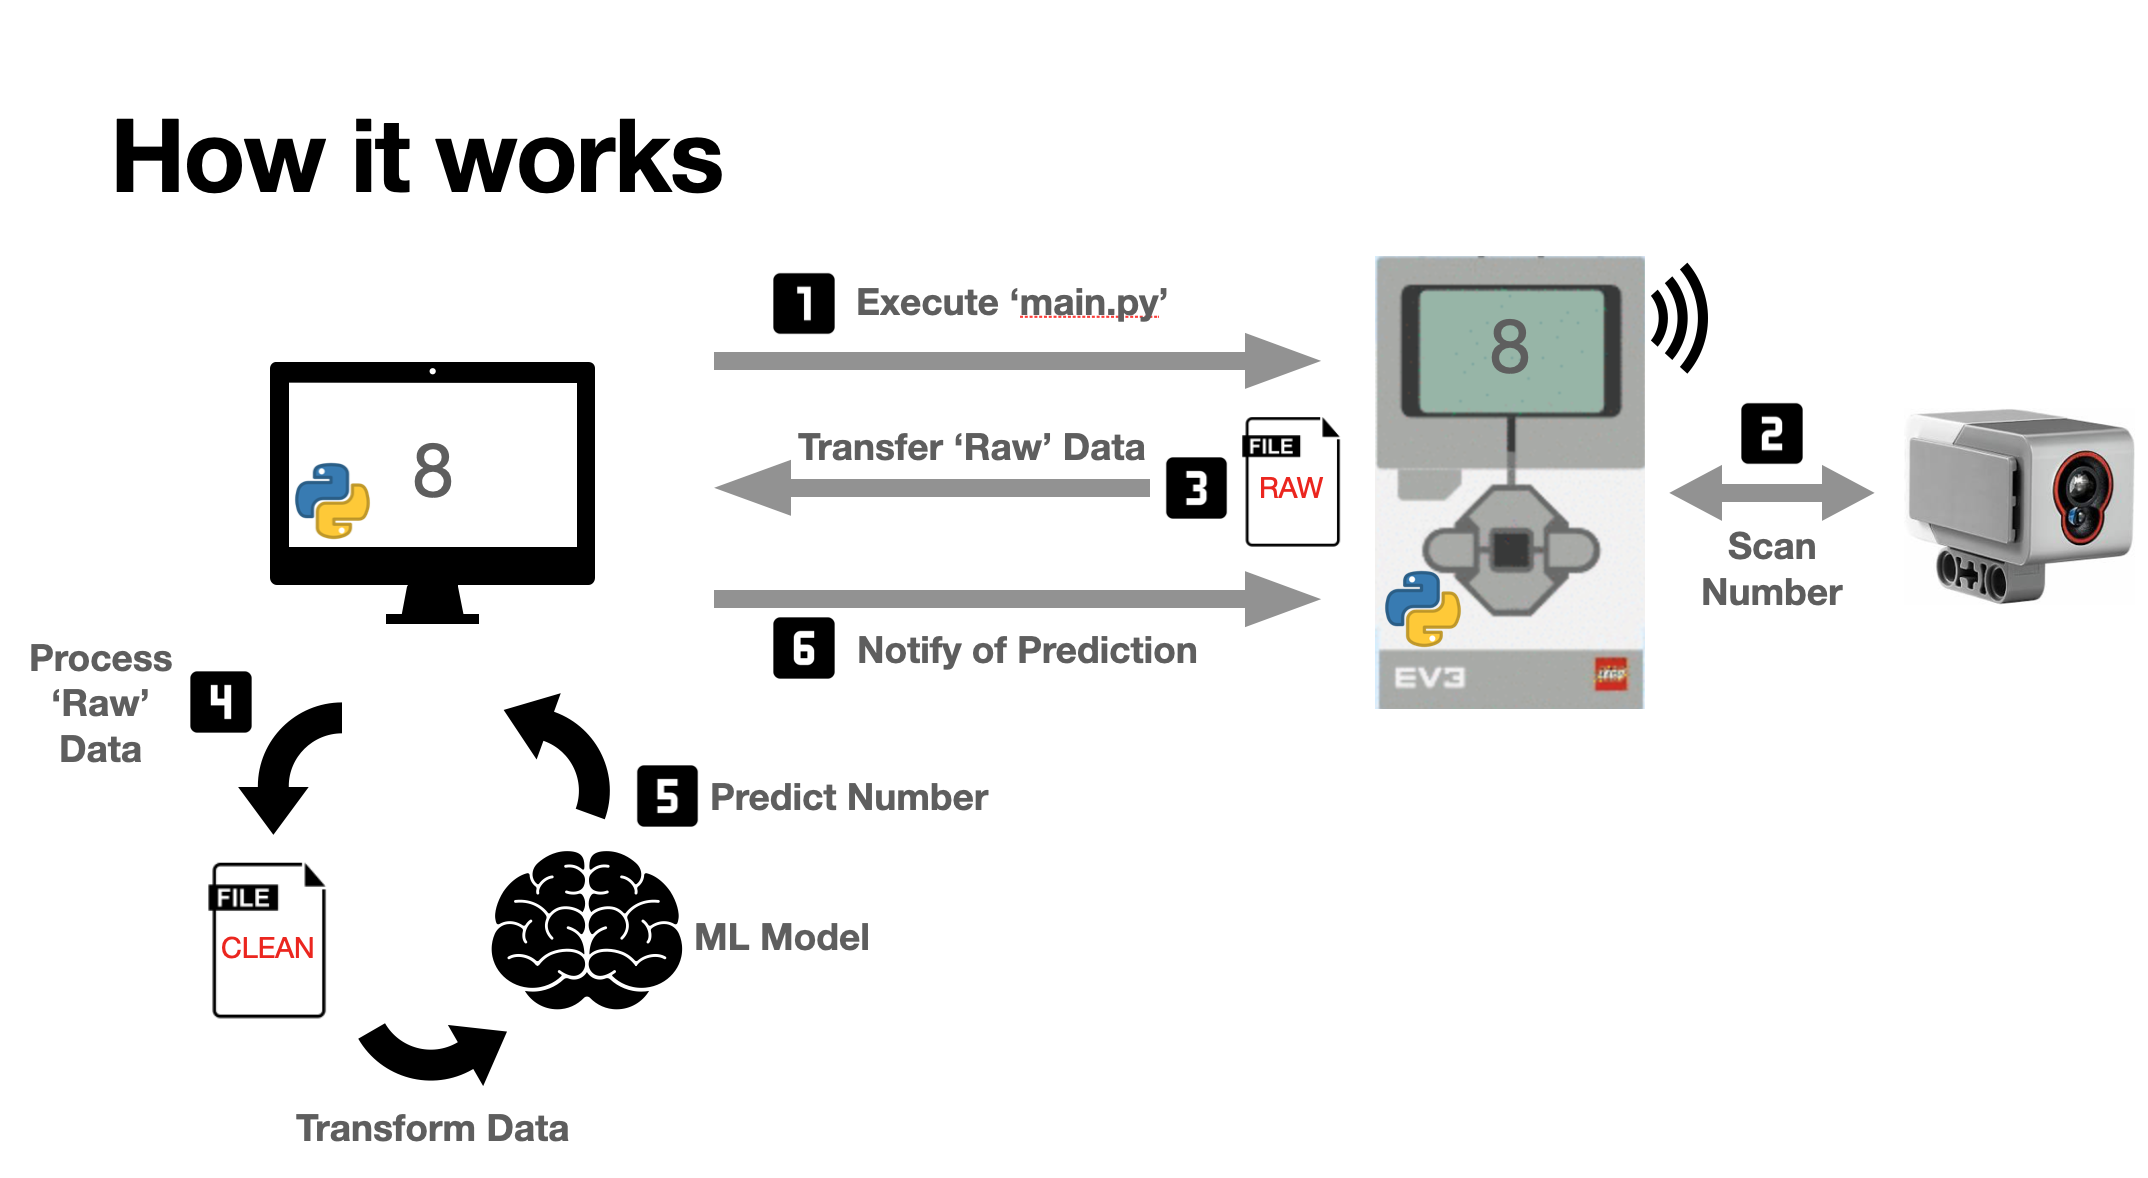 How it works
1
Execute ‘main.py’
8
8
2
Scan
Number
Transfer ‘Raw’ Data
3
FILE
RAW
6
Notify of Prediction
EV3
LEGO
Process
‘Raw’
Data
4
5
Predict Number
FILE
CLEAN
ML Model
Transform Data